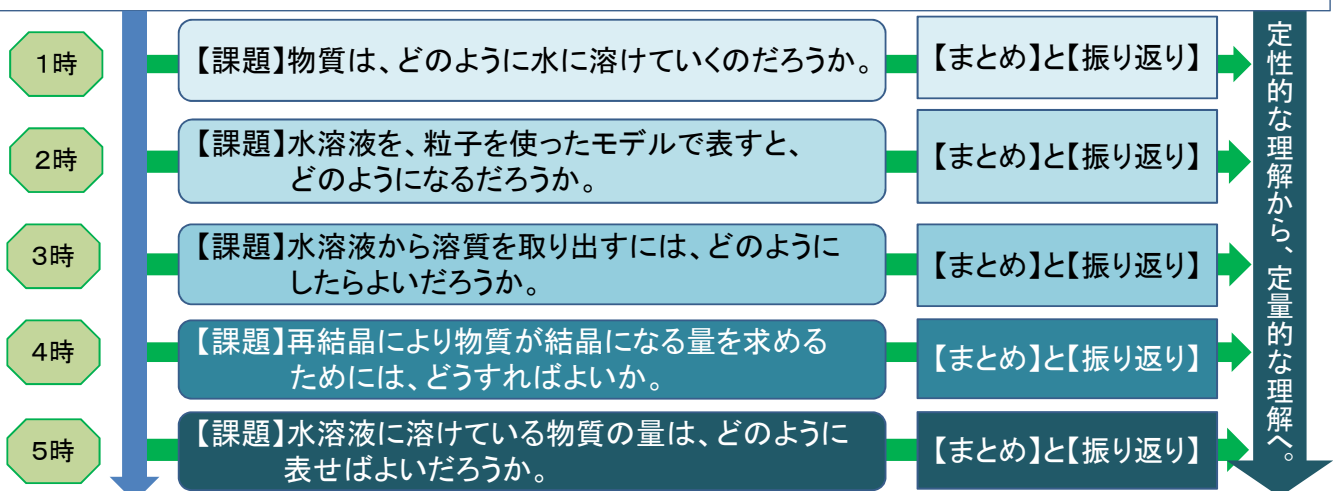 1時
【課題】物質は、どのように水に溶けていくのだろうか。
【まとめ】と【振り返り】
2時
【課題】水溶液を、粒子を使ったモデルで表すと、
どのようになるだろうか。
【まとめ】と【振り返り】
3時
【課題】水溶液から溶質を取り出すには、どのように
したらよいだろうか。
【まとめ】と【振り返り】
4時
【課題】再結晶により物質が結晶になる量を求める
ためには、どうすればよいか。
【まとめ】と【振り返り】
5時
【課題】水溶液に溶けている物質の量は、どのように
表せばよいだろうか。
【まとめ】と【振り返り】
定性的な理解から、定量的な理解へ。